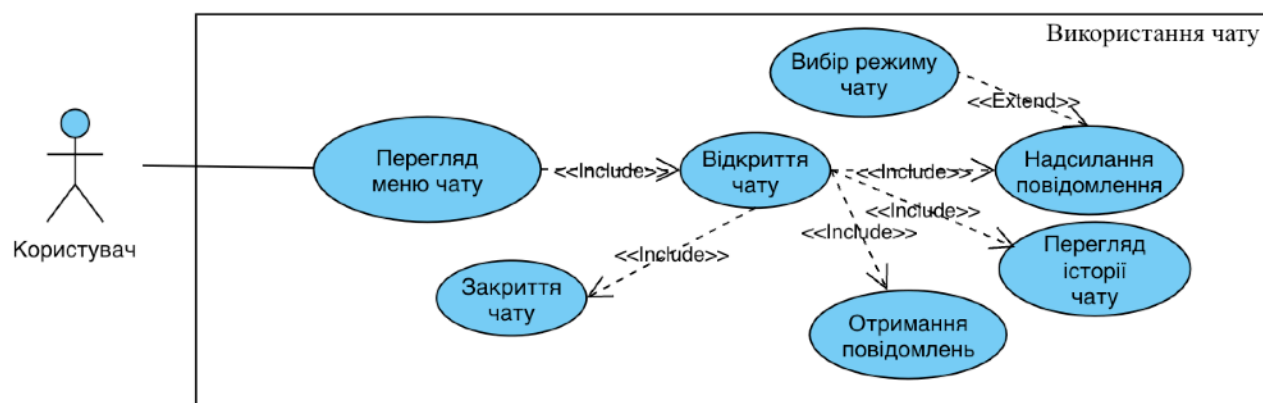 Використання чату
Вибір режиму
чату
<<Extend>>
Перегляд
меню чату
<<Include>>
Відкриття
чату
<<Include>>
Надсилання
повідомлення
<<Include>>
<<Include>>
<<Include>>
Перегляд
історії
чату
Користувач
Закриття
чату
Отримання
повідомлень